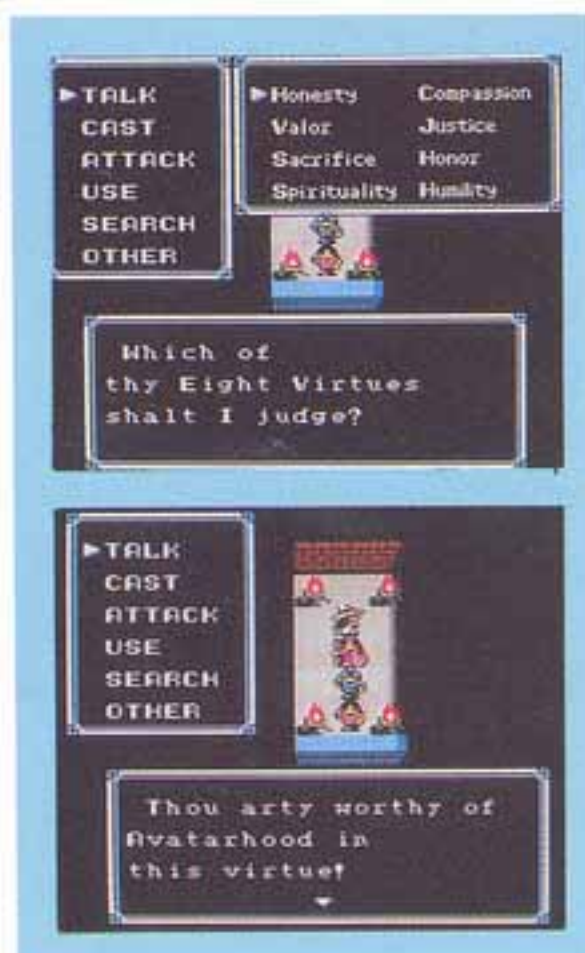 ►TALK
CAST
ATTACK
USE
SEARCH
OTHER
►Honesty Compassion
Valor Justice
Sacrifice Honor
Spirituality Humility
Which of
thy Eight Virtues
shalt I judge?
►TALK
CAST
ATTACK
USE
SEARCH
OTHER
Thou arty worthy of
Avatarhood in
this virtue!